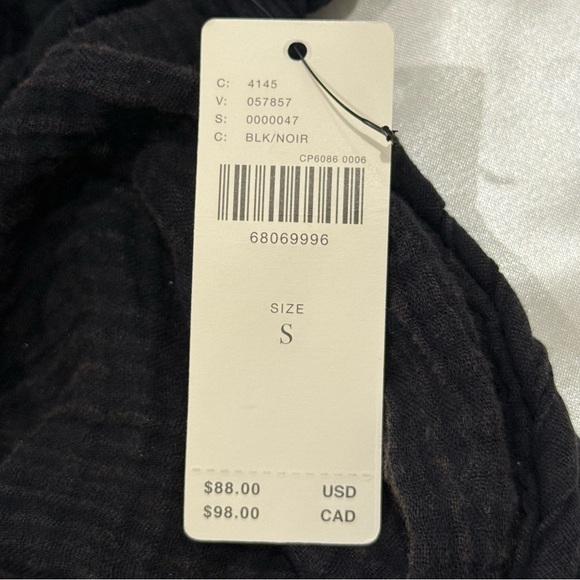 C: 4145
V: 057857
S: 0000047
C: BLK/NOIR
CP6086 0006
68069996
SIZE
S
$88.00 USD
$98.00 CAD